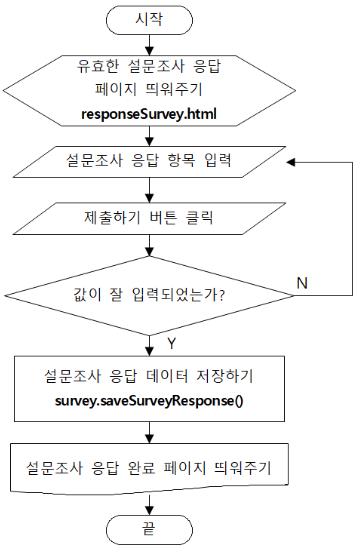 시작
유효한 설문조사 응답
페이지 띄워주기
responseSurvey.html
설문조사 응답 항목 입력
제출하기 버튼 클릭
값이 잘 입력되었는가?
N
Y
설문조사 응답 데이터 저장하기
survey.saveSurveyResponse()
설문조사 응답 완료 페이지 띄워주기
끝